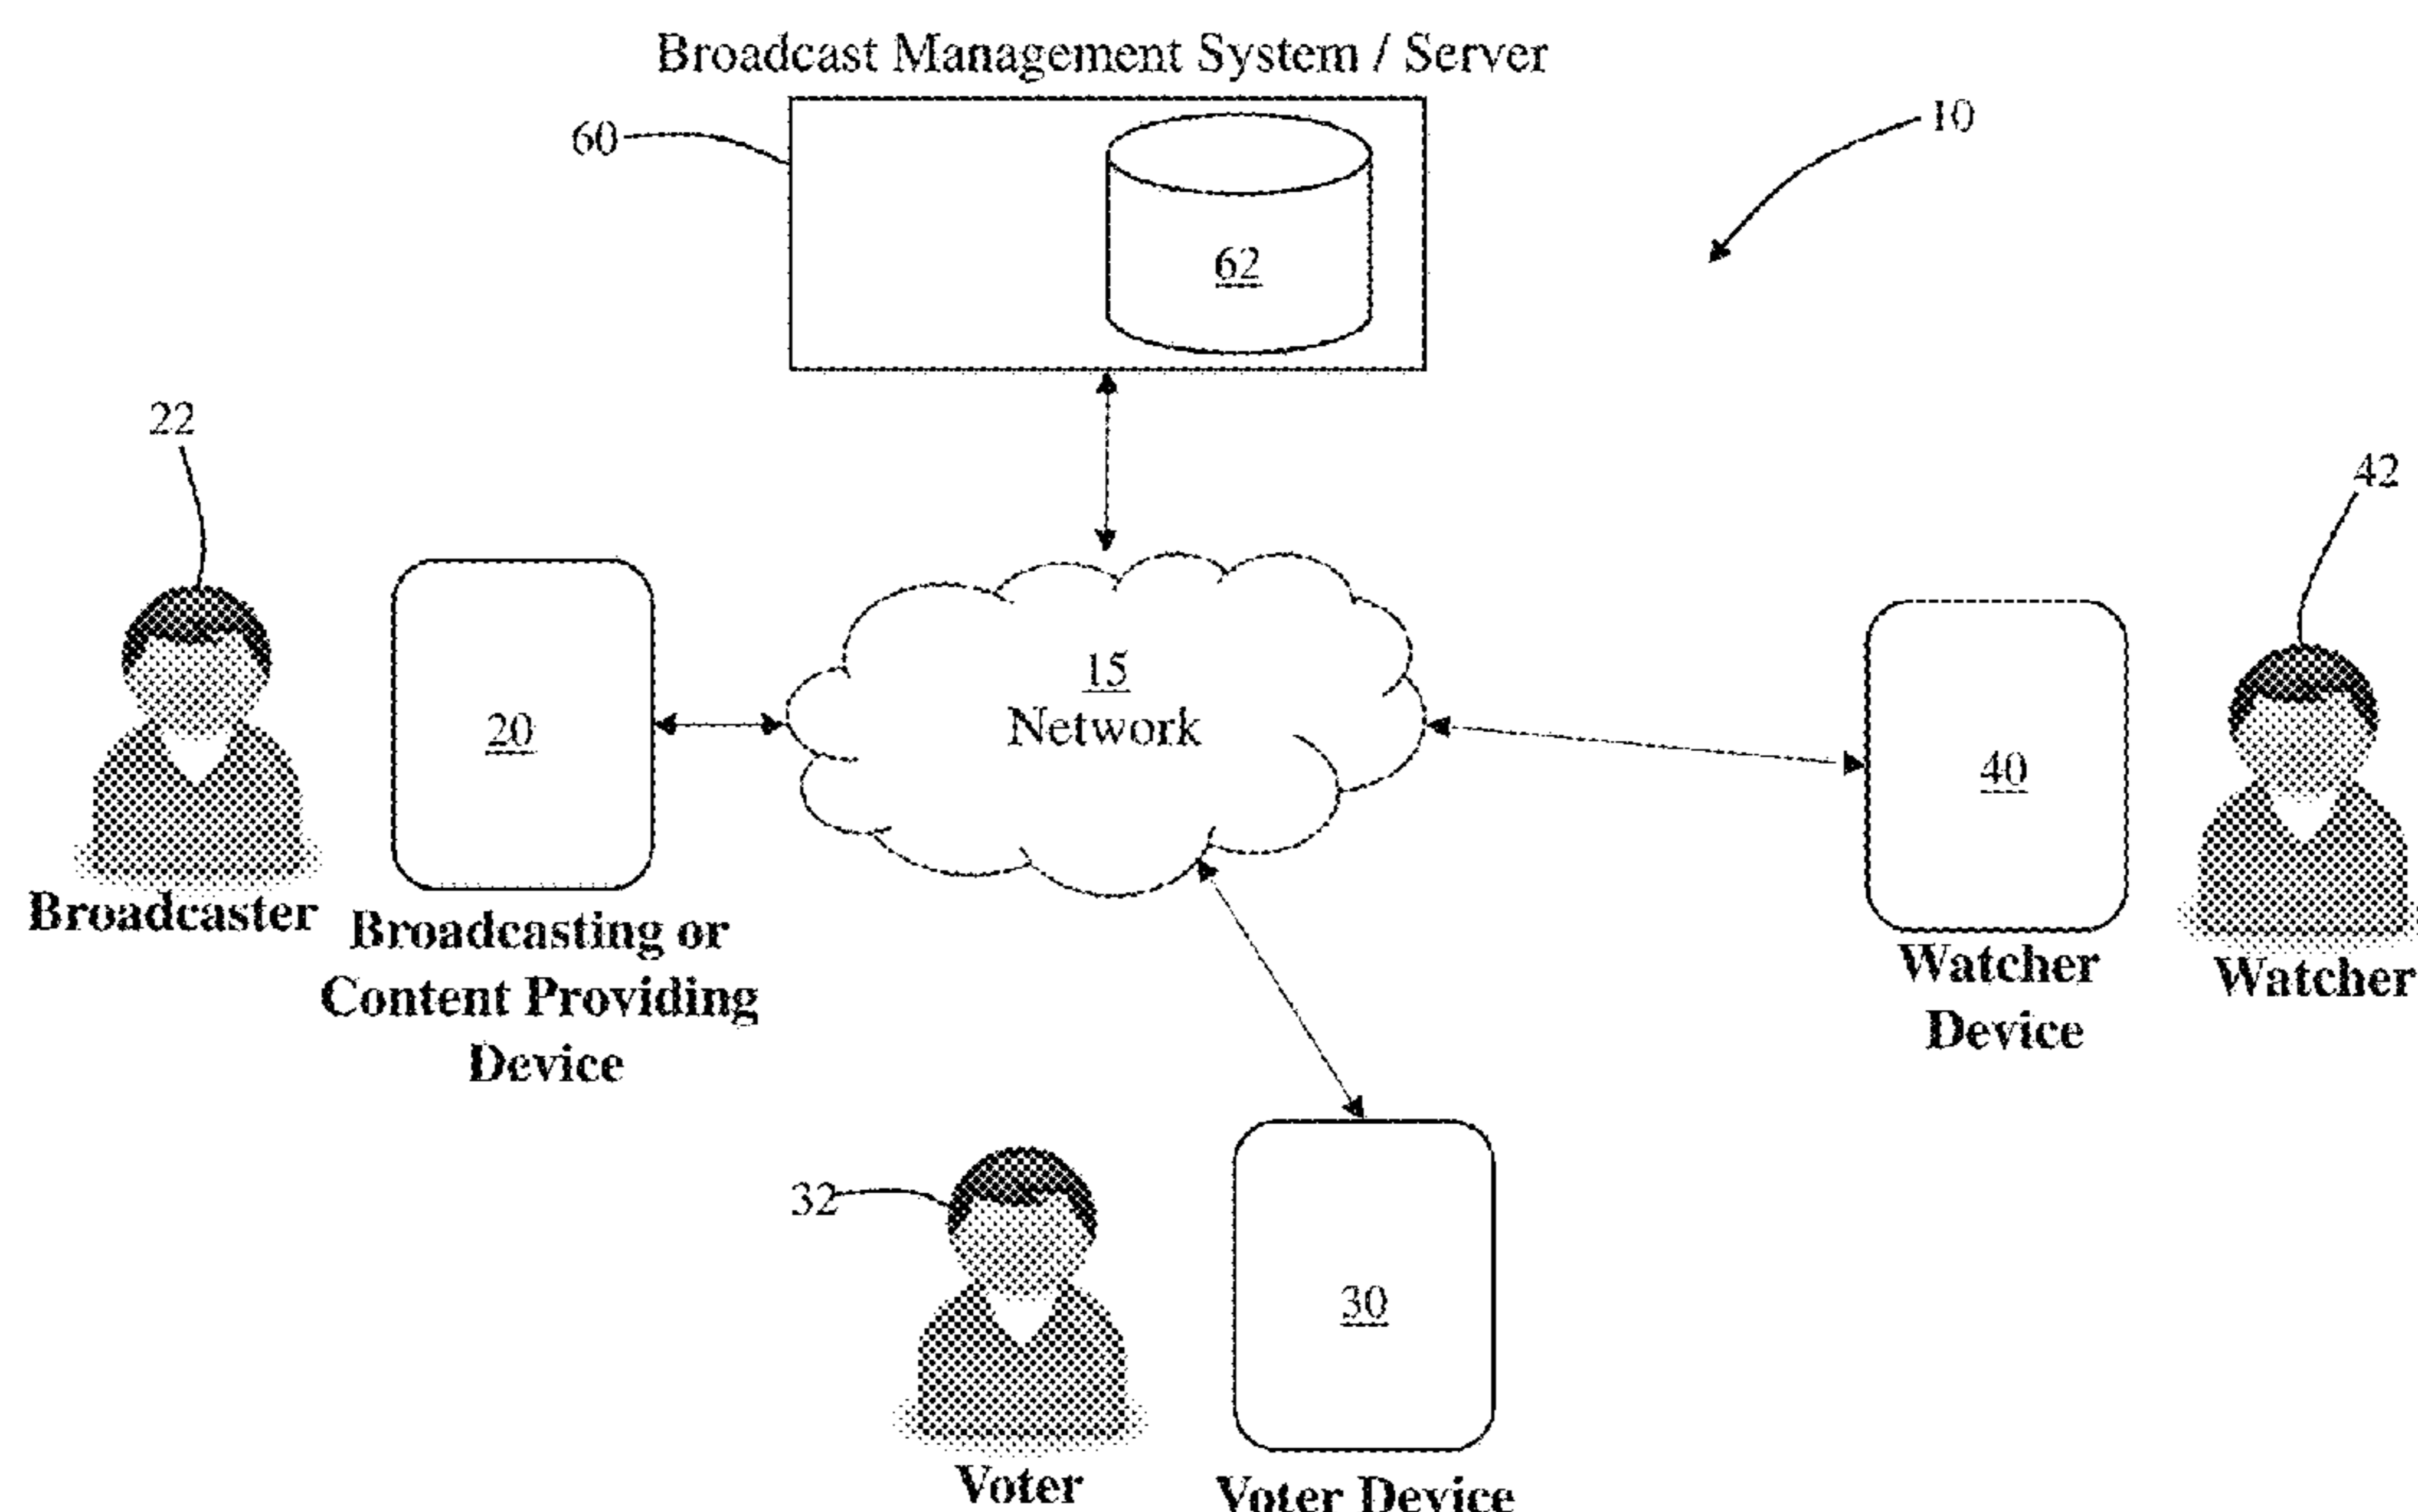 Broadcast Management System / Server
60
10
62
22
42
15
Network
20
40
Broadcaster
Broadcasting or
Content Providing
Device
Watcher
Device
Watcher
32
30
Voter
Voter Device